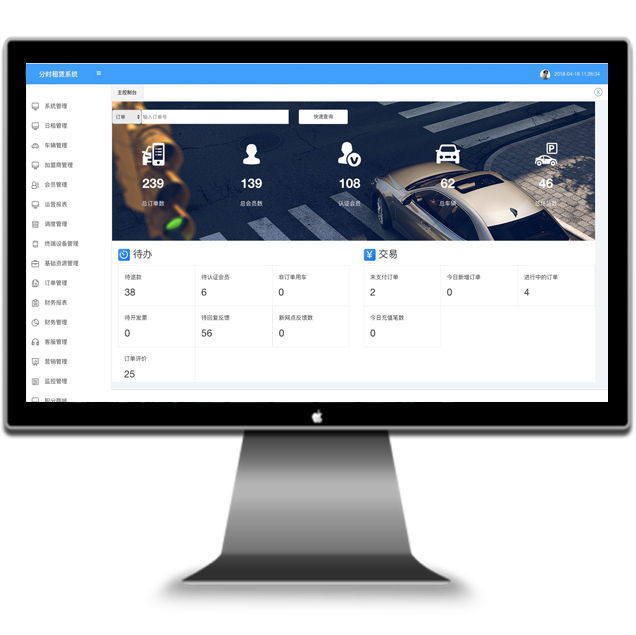 分时租赁系统
2018-04-18 11:26:34
主控制台
系统管理
日租管理
车辆管理
加盟商管理
会员管理
运营报表
调度管理
终端设备管理
基础资源管理
订单管理
财务报表
财务管理
客服管理
营销管理
监控管理
积分商城
订单
输入订单号
快速查询
239
139
108
62
46
总订单数
总会员数
认证会员
总车辆
待办
交易
待退款
待认证会员
非订单用车
38
6
0
待开发票
待回复反馈
新网点反馈数
0
56
0
订单评价
25
未支付订单
今日新增订单
进行中的订单
2
0
4
今日充值笔数
0